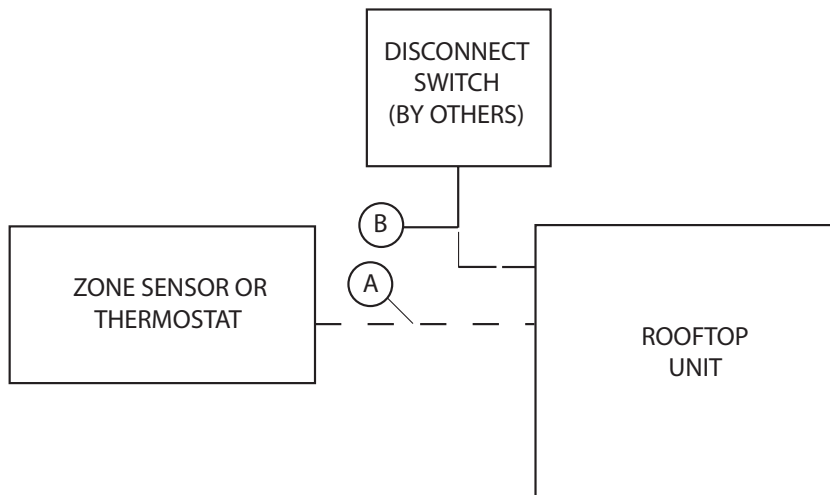 DISCONNECT
SWITCH
(BY OTHERS)
B
ZONE SENSOR OR
THERMOSTAT
A
ROOFTOP
UNIT